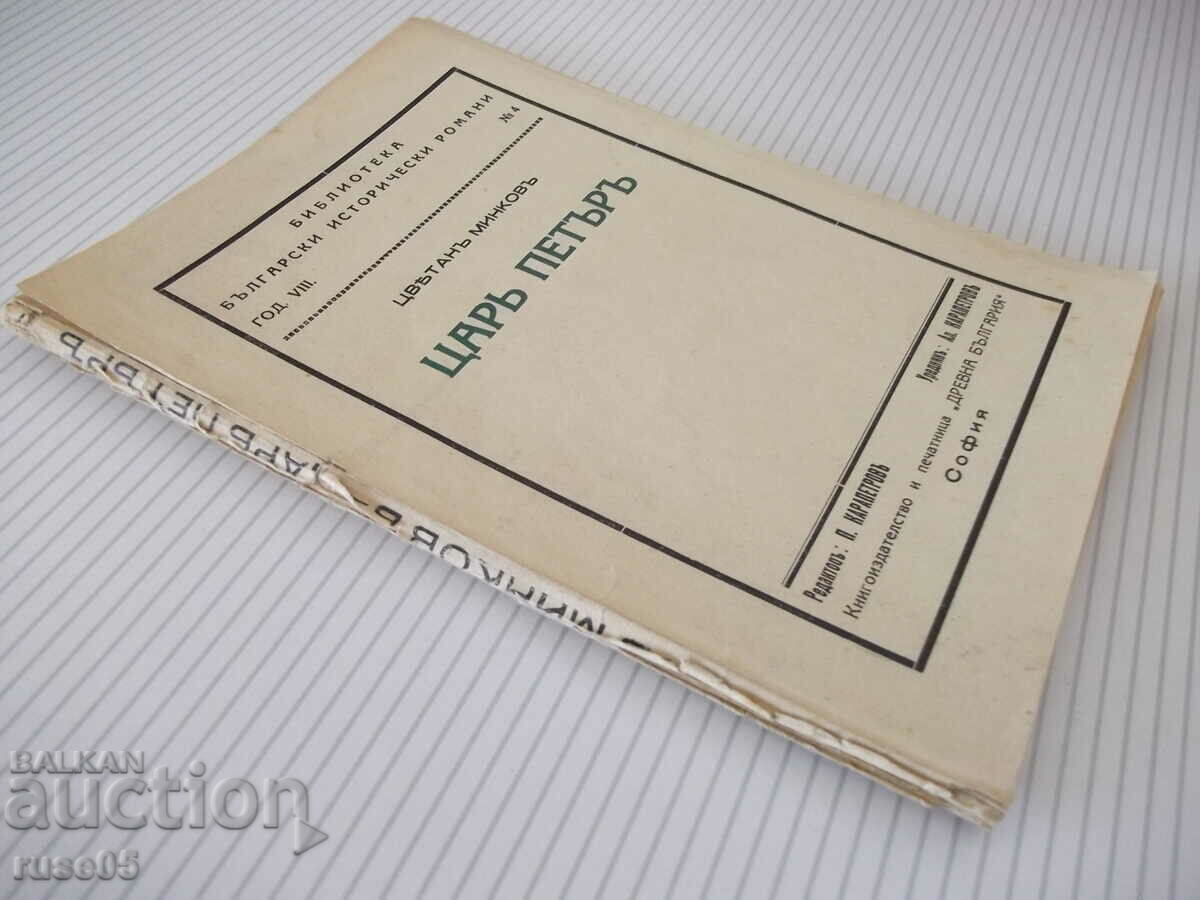 БИБЛИОТЕКА
БЪЛГАРСКИ ИСТОРИЧЕСКИ РОМАНИ
ГОД. VIII. № 4
ЦВѢТАНЪ МИНКОВЪ
ЦАРЬ ПЕТЪРЪ
Редакторъ: П. КАРАПЕТРОВЪ Уредникъ: Ал. КАРАПЕТРОВЪ
Книгоиздателство и печатница „ДРЕВНА БЪЛГАРИЯ“
София
МИНКОВЪ ЦАРЬ ПЕТЪРЪ
BALKAN
auction
ruse05